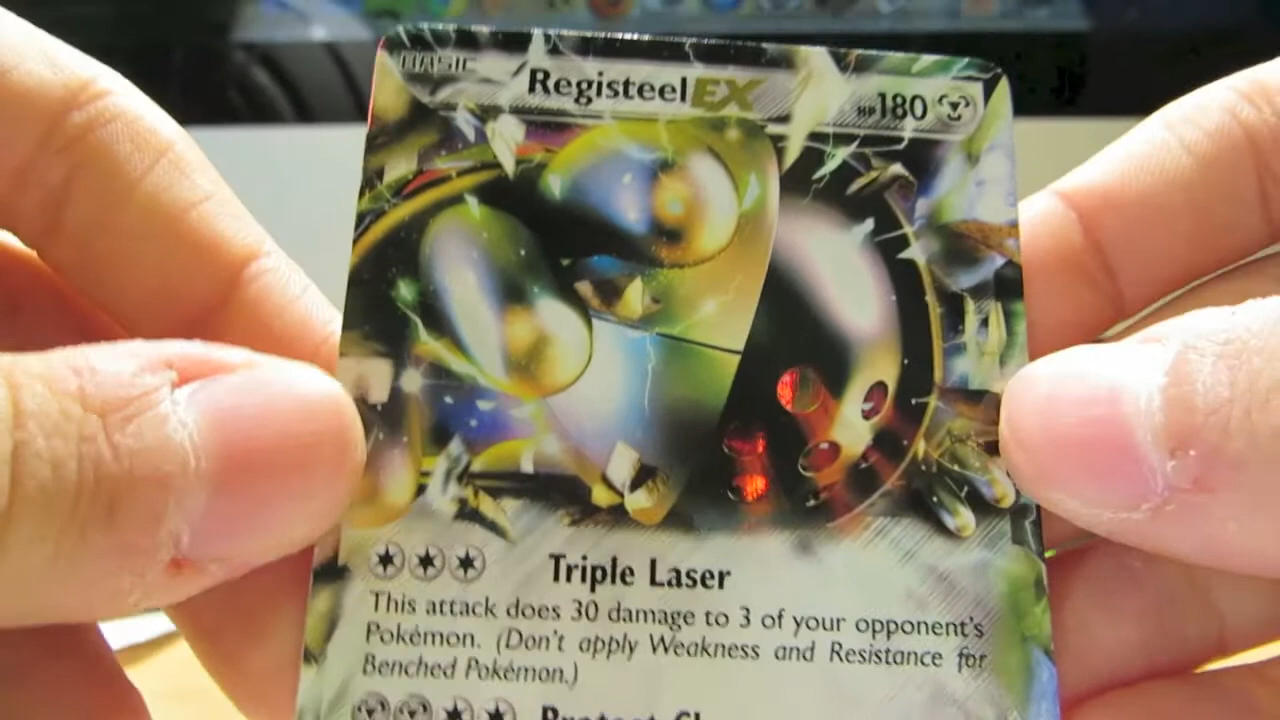 BASIC
Registeel EX
HP180
Triple Laser
This attack does 30 damage to 3 of your opponent's
Pokémon. (Don't apply Weakness and Resistance for
Benched Pokémon.)